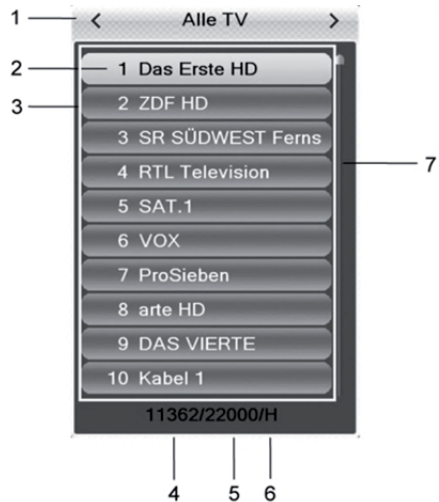 1 < Alle TV >
2 1 Das Erste HD
3 2 ZDF HD
3 SR SÜDWEST Ferns
4 RTL Television 7
5 SAT.1
6 VOX
7 ProSieben
8 arte HD
9 DAS VIERTE
10 Kabel 1
11362/22000/H
4 5 6